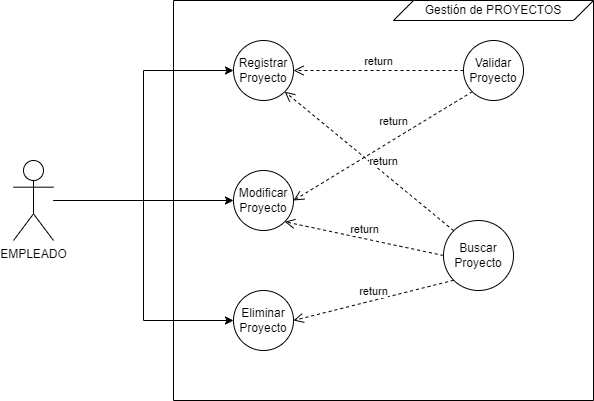 Gestión de PROYECTOS
Registrar
Proyecto
return
Validar
Proyecto
return
return
Modificar
Proyecto
return
Buscar
Proyecto
EMPLEADO
return
Eliminar
Proyecto